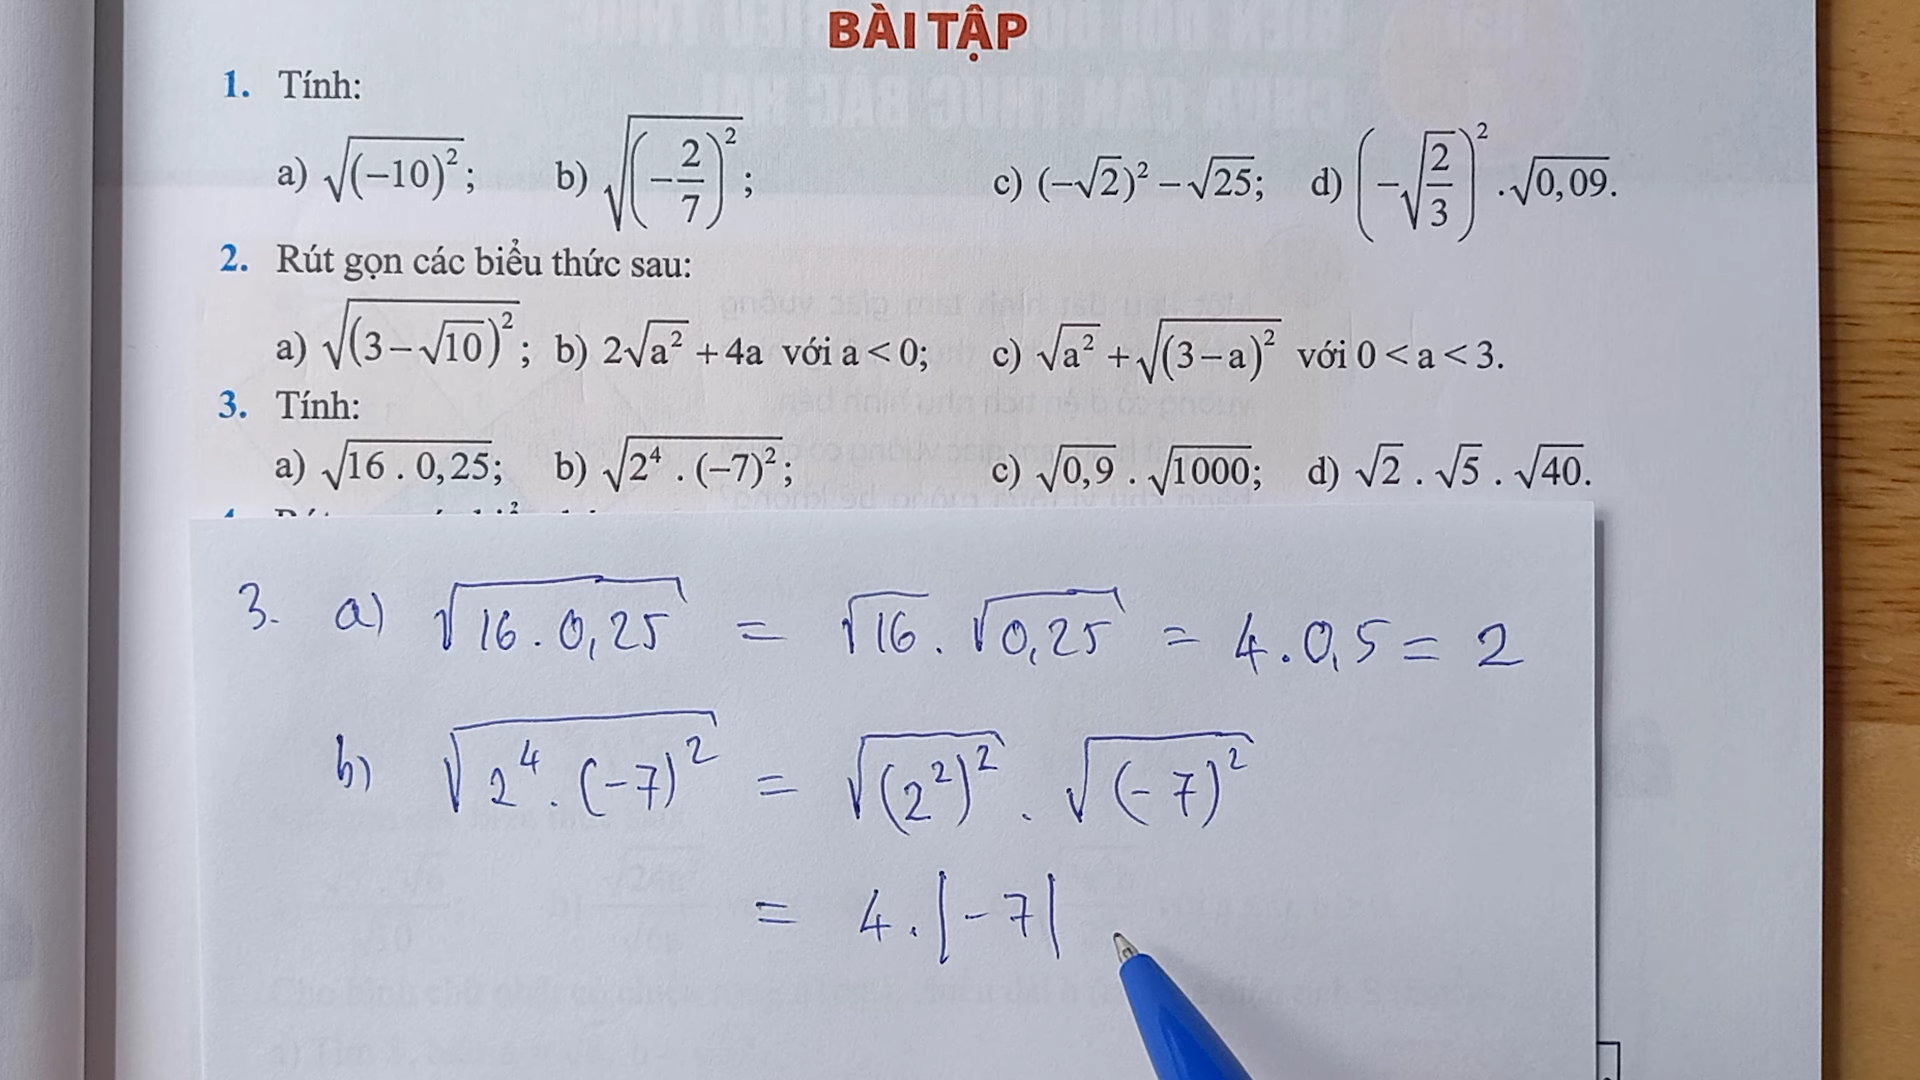 BÀI TẬP
1. Tính:
a) √(−10)²; b) √(−2/7)²; c) (−√2)² − √25; d) (−√(2/3))² . √0,09.
2. Rút gọn các biểu thức sau:
a) √(3 − √10)²; b) 2√a² + 4a với a < 0; c) √a² + √(3 − a)² với 0 < a < 3.
3. Tính:
a) √16 . 0,25; b) √2⁴ . (−7)²; c) √0,9 . √1000; d) √2 . √5 . √40.
3. a) √16 . 0,25 = √16 . √0,25 = 4 . 0,5 = 2
b) √2⁴ . (−7)² = √(2²)² . √(−7)²
= 4 . |−7|